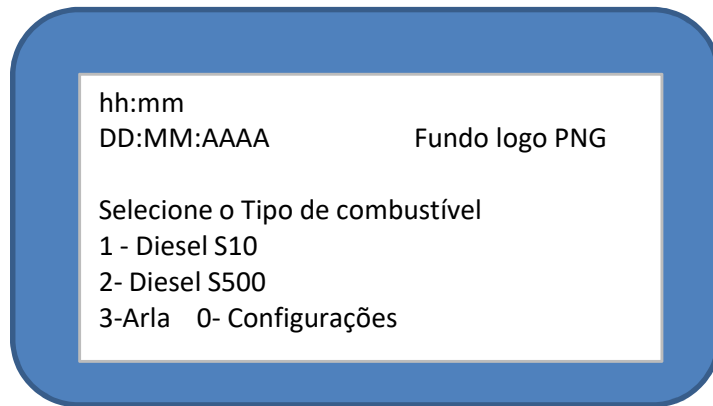 hh:mm
DD:MM:AAAA Fundo logo PNG
Selecione o Tipo de combustível
1 - Diesel S10
2- Diesel S500
3-Arla 0- Configurações